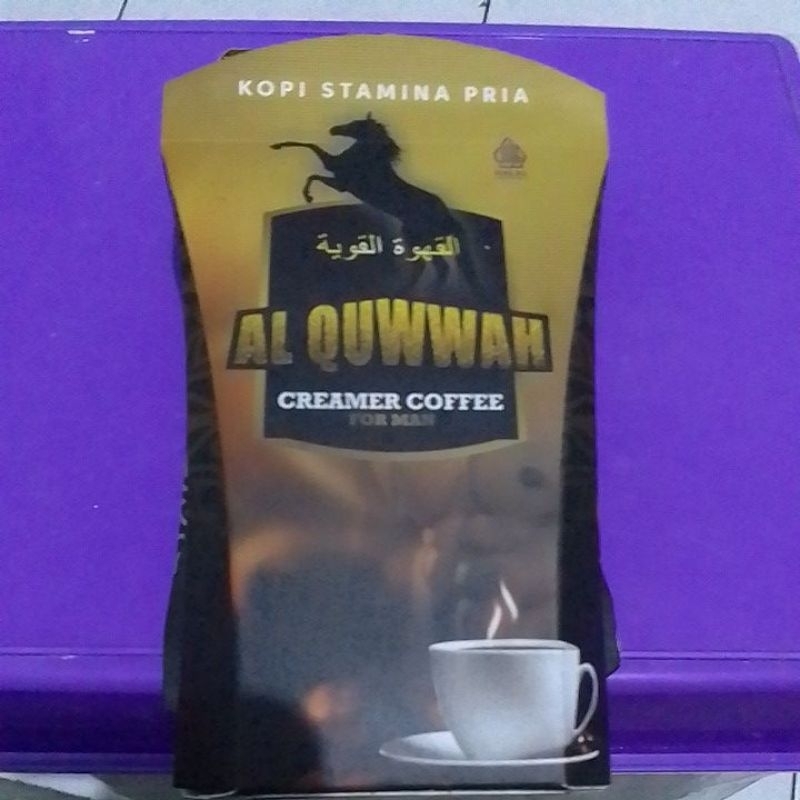 KOPI STAMINA PRIA
القهوة القوية
AL QUWWAH
CREAMER COFFEE
FOR MAN